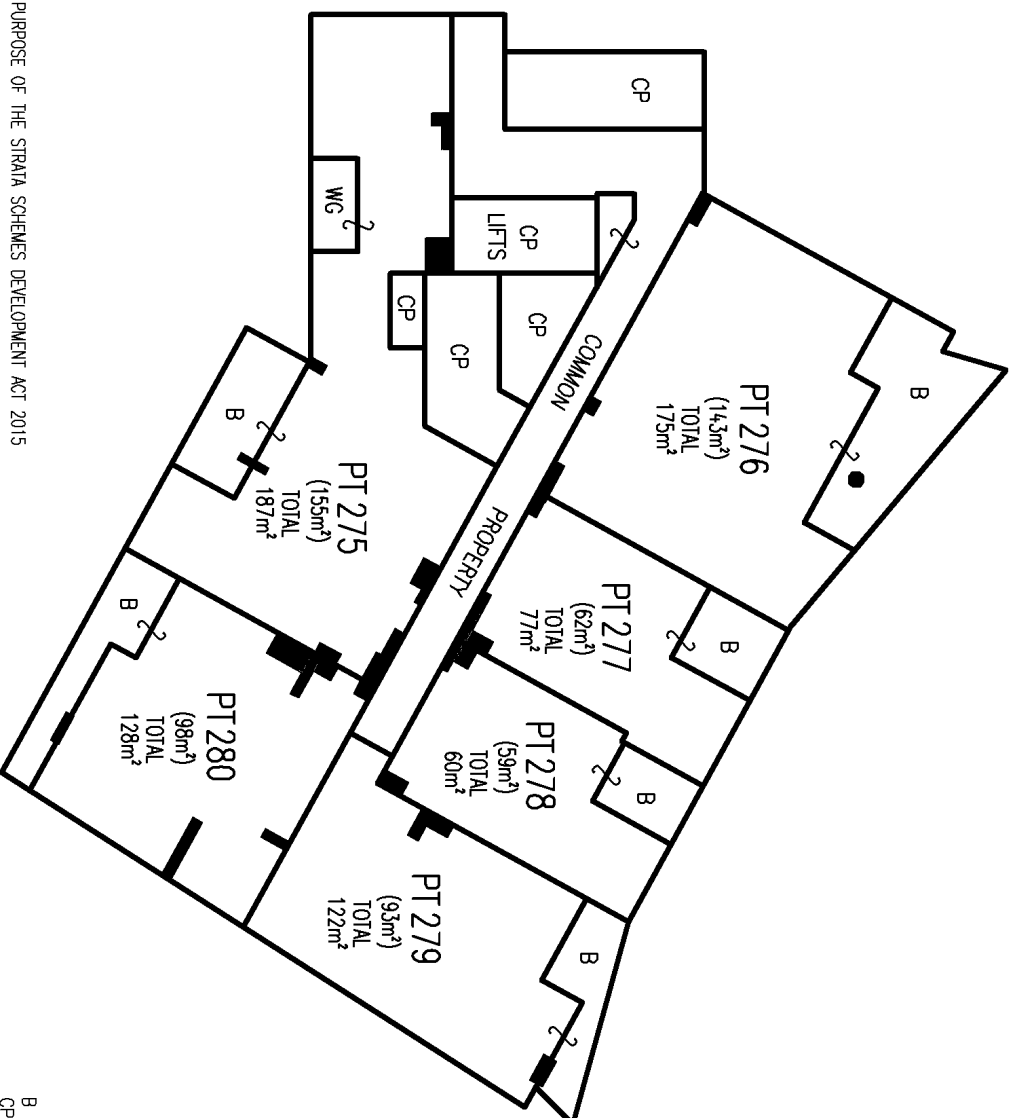 CP
CP
LIFTS
CP
CP
CP
WG
COMMON
PROPERTY
B
PT 276
(143m²)
TOTAL
175m²
B
PT 277
(62m²)
TOTAL
77m²
B
PT 278
(59m²)
TOTAL
60m²
B
PT 279
(93m²)
TOTAL
122m²
PT 275
(155m²)
TOTAL
187m²
B
B
PT 280
(98m²)
TOTAL
128m²
PURPOSE OF THE STRATA SCHEMES DEVELOPMENT ACT 2015
B
CP